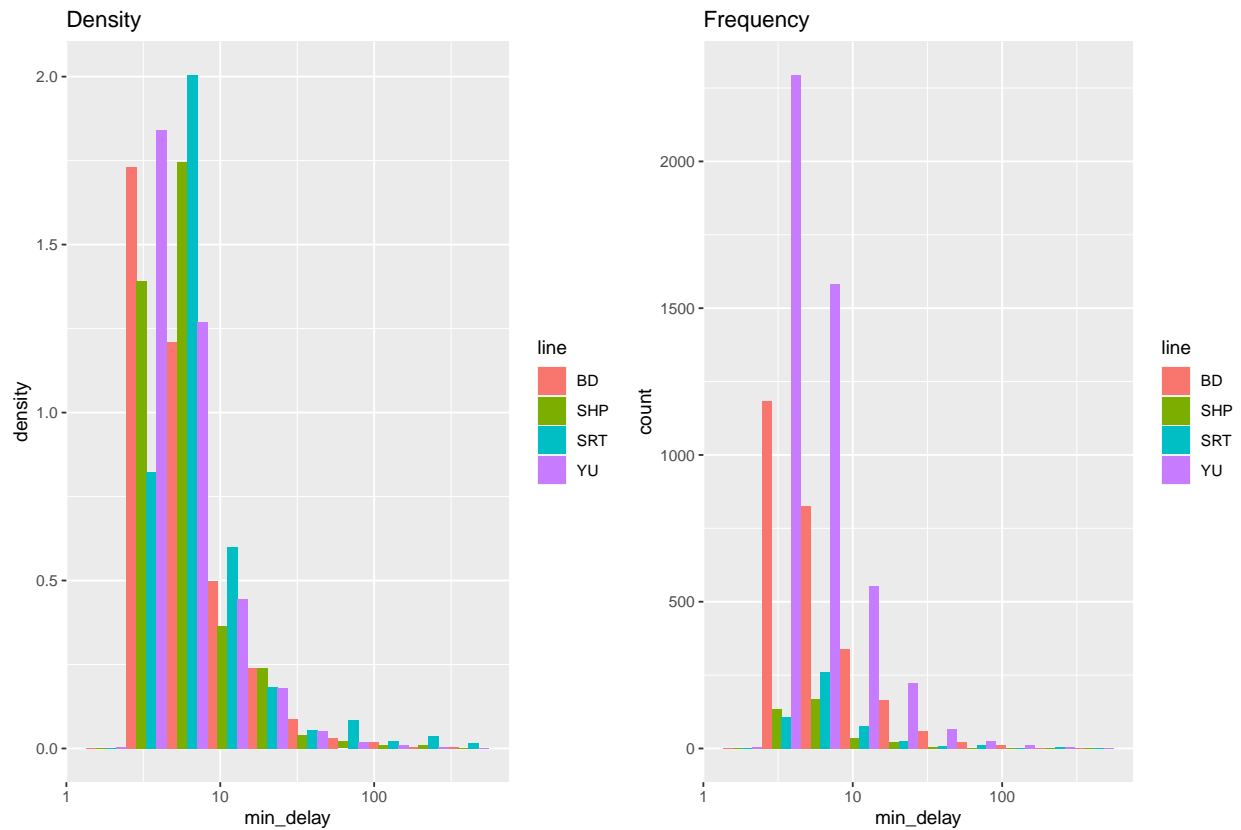 Density
2.0
1.5
1.0
0.5
0.0
density
1
10
100
min_delay
line
BD
SHP
SRT
YU
Frequency
2000
1500
1000
500
0
count
1
10
100
min_delay
line
BD
SHP
SRT
YU